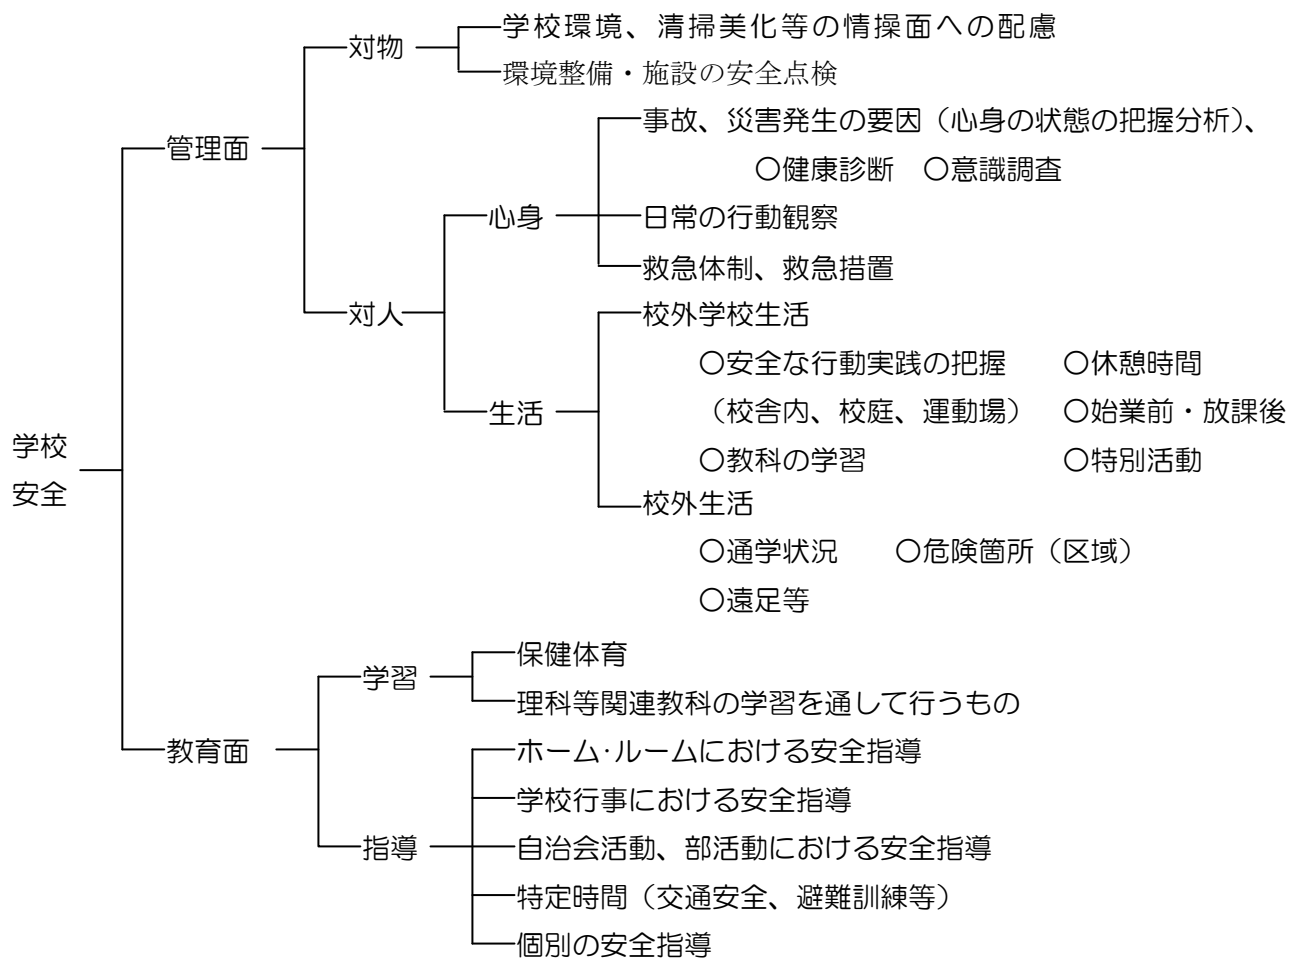 学校環境、清掃美化等の情操面への配慮
対物
環境整備・施設の安全点検
事故、災害発生の要因（心身の状態の把握分析）、
管理面
〇健康診断　〇意識調査
心身
日常の行動観察
救急体制、救急措置
対人
校外学校生活
〇安全な行動実践の把握　〇休憩時間
生活
（校舎内、校庭、運動場）　〇始業前・放課後
学校
安全
〇教科の学習　〇特別活動
校外生活
〇通学状況　〇危険箇所（区域）
〇遠足等
保健体育
学習
理科等関連教科の学習を通して行うもの
教育面
ホーム･ルームにおける安全指導
学校行事における安全指導
指導
自治会活動、部活動における安全指導
特定時間（交通安全、避難訓練等）
個別の安全指導